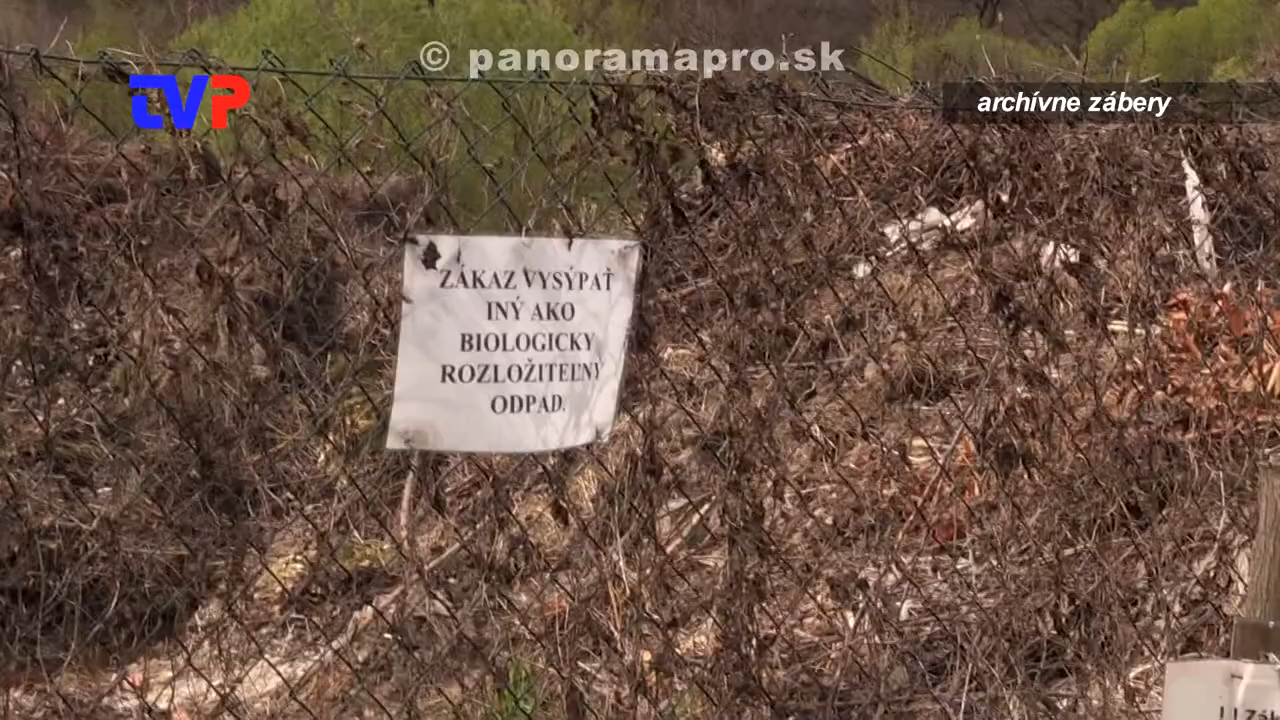 © panoramapro.sk
tVP
archívne zábery
ZÁKAZ VYSÝPAŤ
INÝ AKO
BIOLOGICKY
ROZLOŽITEĽNÝ
ODPAD.